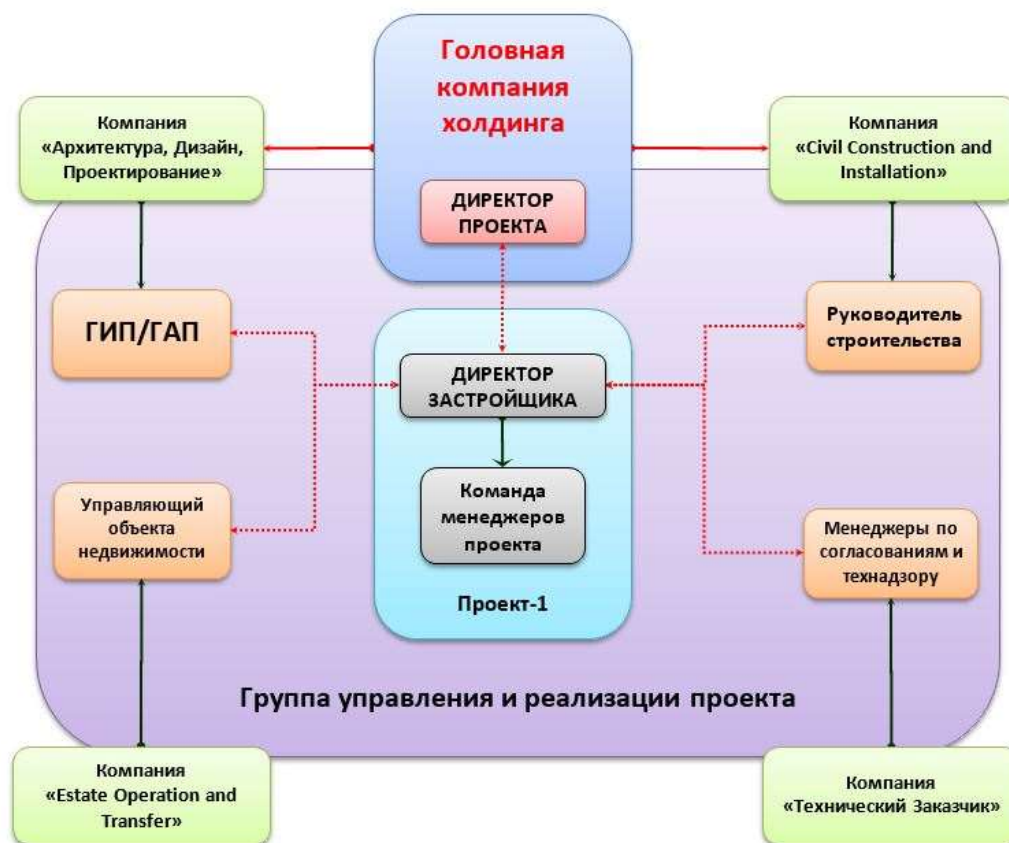 Головная
компания
холдинга
Компания
«Архитектура, Дизайн,
Проектирование»
Компания
«Civil Construction and
Installation»
ДИРЕКТОР
ПРОЕКТА
ГИП/ГАП
Руководитель
строительства
ДИРЕКТОР
ЗАСТРОЙЩИКА
Команда
менеджеров
проекта
Управляющий
объекта
недвижимости
Менеджеры по
согласованиям и
технадзору
Проект-1
Группа управления и реализации проекта
Компания
«Estate Operation and
Transfer»
Компания
«Технический Заказчик»